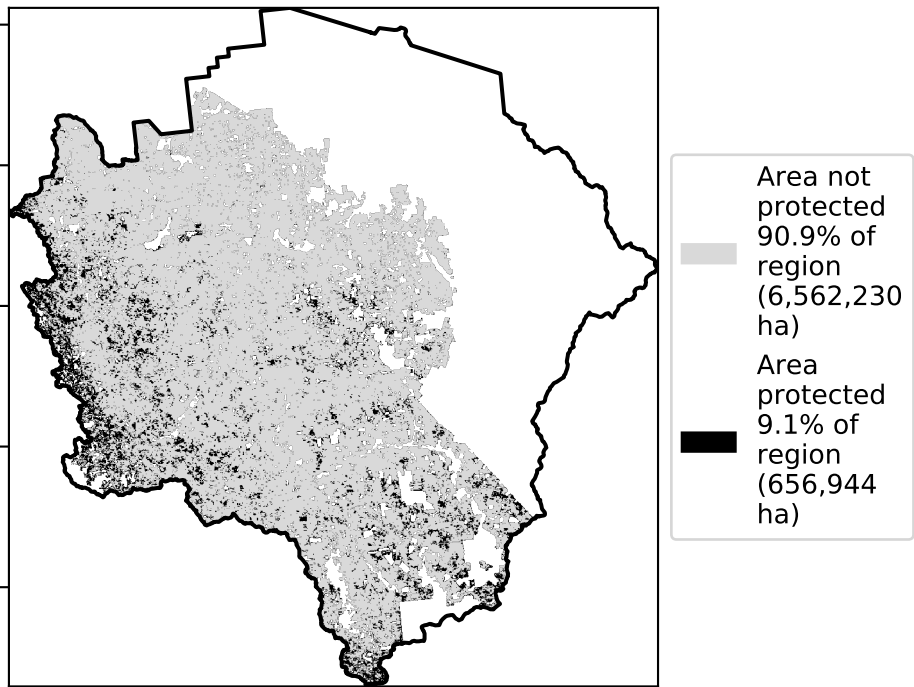 Area not
protected
90.9% of
region
(6,562,230
ha)
Area
protected
9.1% of
region
(656,944
ha)